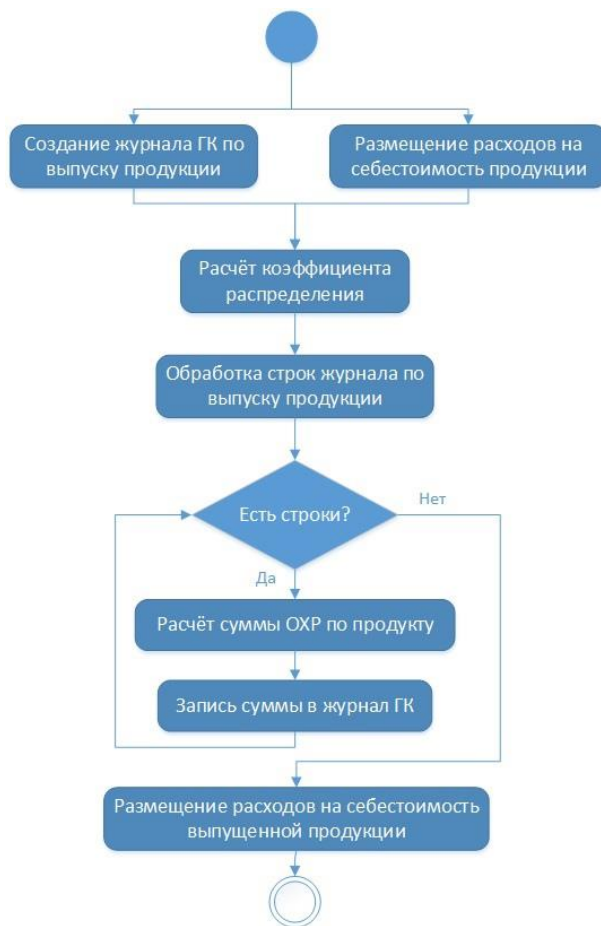 Создание журнала ГК по
выпуску продукции
Размещение расходов на
себестоимость продукции
Расчёт коэффициента
распределения
Обработка строк журнала по
выпуску продукции
Есть строки?
Нет
Да
Расчёт суммы ОХР по продукту
Запись суммы в журнал ГК
Размещение расходов на себестоимость
выпущенной продукции